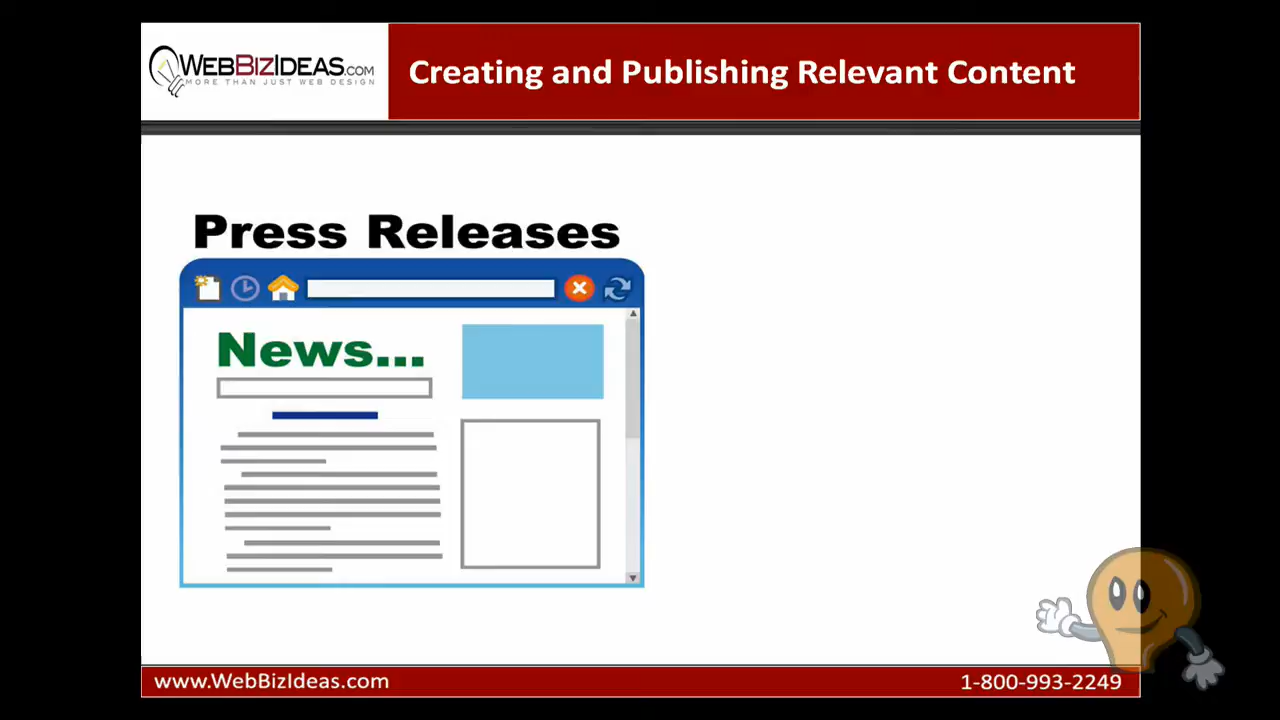 WebBizIdeas.com
MORE THAN JUST WEB DESIGN
Creating and Publishing Relevant Content
Press Releases
News...
www.WebBizIdeas.com
1-800-993-2249